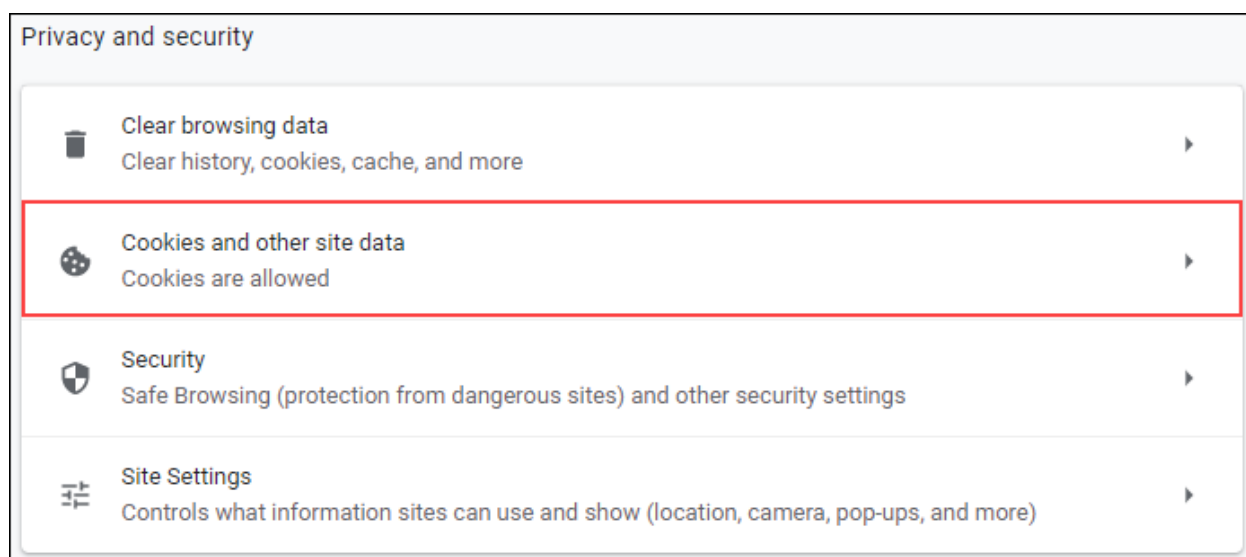 Privacy and security
Clear browsing data
Clear history, cookies, cache, and more
Cookies and other site data
Cookies are allowed
Security
Safe Browsing (protection from dangerous sites) and other security settings
Site Settings
Controls what information sites can use and show (location, camera, pop-ups, and more)